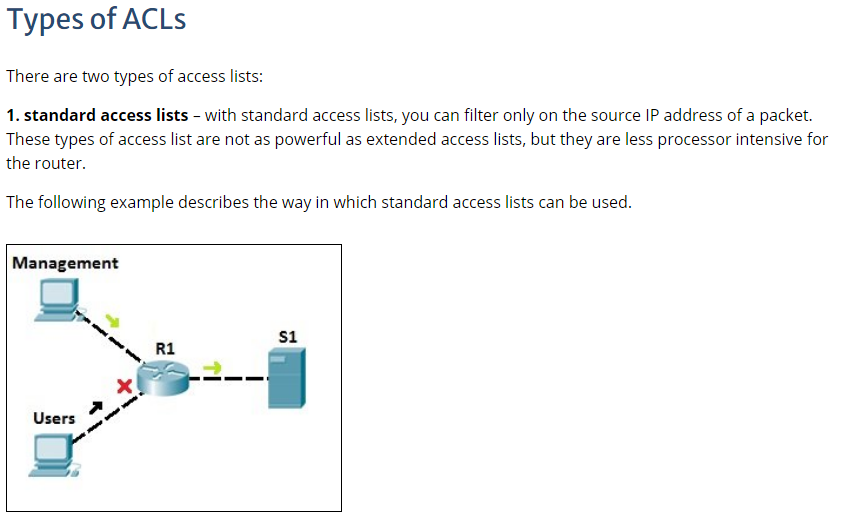 Types of ACLs
There are two types of access lists:
1. standard access lists – with standard access lists, you can filter only on the source IP address of a packet.
These types of access list are not as powerful as extended access lists, but they are less processor intensive for
the router.
The following example describes the way in which standard access lists can be used.
Management
R1
S1
Users